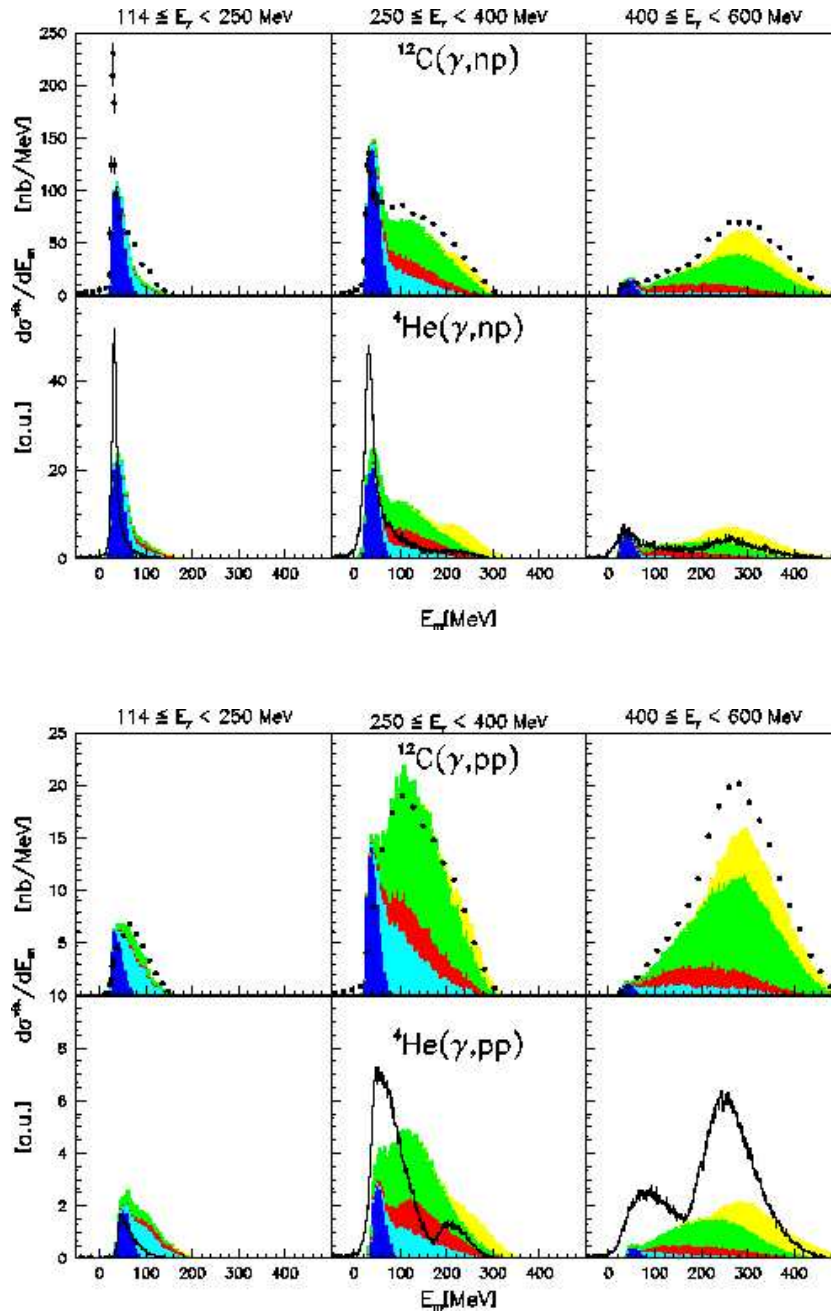 114 ≤ Eγ < 250 MeV
250 ≤ Eγ < 400 MeV
400 ≤ Eγ < 600 MeV
250
200
150
100
50
0
[nb/MeV]
¹²C(γ,np)
⁴He(γ,np)
40
20
0
[a.u.]
0 100 200 300 400
0 100 200 300 400
0 100 200 300 400
Eₘ[MeV]
114 ≤ Eγ < 250 MeV
250 ≤ Eγ < 400 MeV
400 ≤ Eγ < 600 MeV
25
20
15
10
5
[nb/MeV]
¹²C(γ,pp)
⁴He(γ,pp)
10
8
6
4
2
0
[a.u.]
0 100 200 300 400
0 100 200 300 400
0 100 200 300 400
Eₘ[MeV]